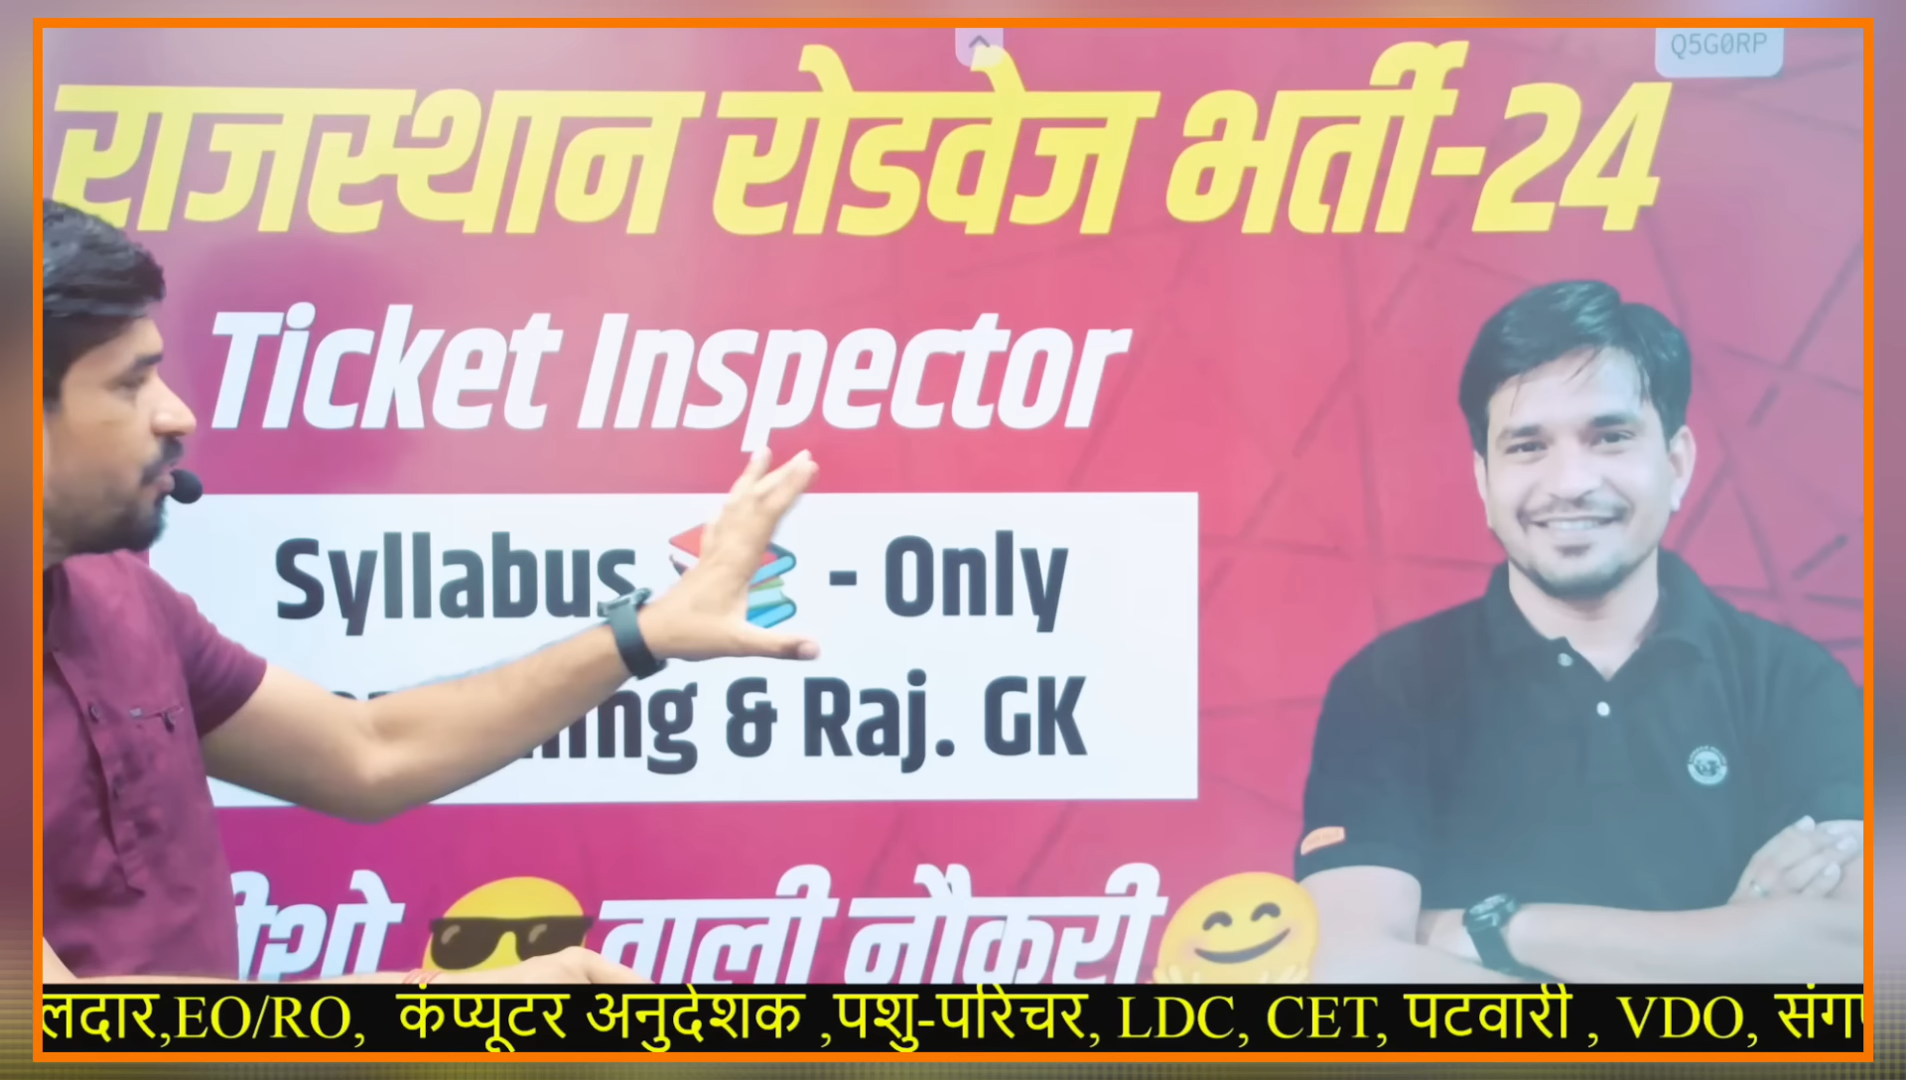 Q5G0RP
राजस्थान रोडवेज भर्ती-24
Ticket Inspector
Syllabus - Only
& Raj. GK
वाली नौकरी
EO/RO, कंप्यूटर अनुदेशक ,पशु-परिचर, LDC, CET, पटवारी , VDO,